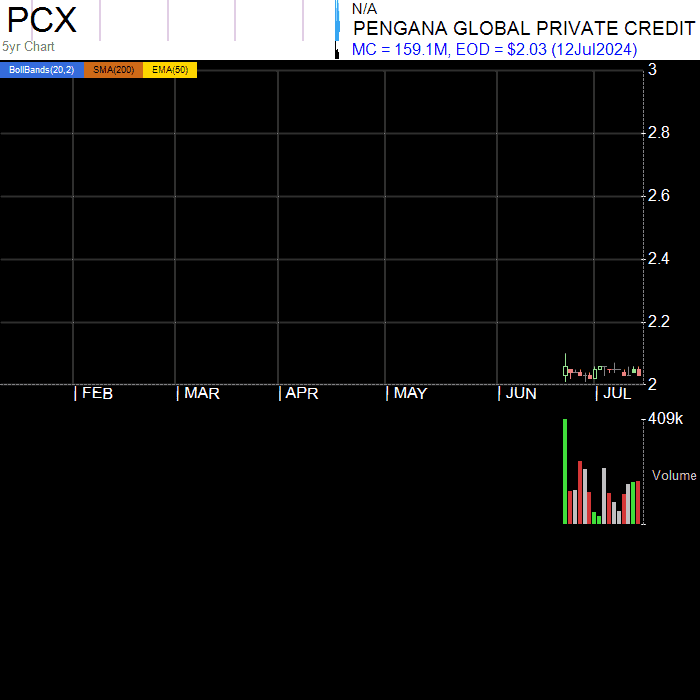 PCX
5yr Chart
N/A
PENGANA GLOBAL PRIVATE CREDIT
MC = 159.1M, EOD = $2.03 (12Jul2024)
BollBands(20,2) SMA(200) EMA(50)
3
2.8
2.6
2.4
2.2
2
| FEB | MAR | APR | MAY | JUN | JUL
409k
Volume